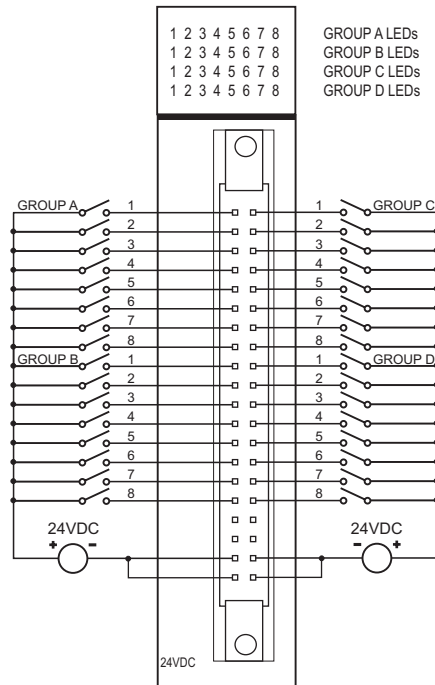 1 2 3 4 5 6 7 8 GROUP A LEDs
1 2 3 4 5 6 7 8 GROUP B LEDs
1 2 3 4 5 6 7 8 GROUP C LEDs
1 2 3 4 5 6 7 8 GROUP D LEDs
GROUP A 1 1 GROUP C
2 2
3 3
4 4
5 5
6 6
7 7
8 8
GROUP B 1 1 GROUP D
2 2
3 3
4 4
5 5
6 6
7 7
8 8
24VDC 24VDC
+ - - +
24VDC